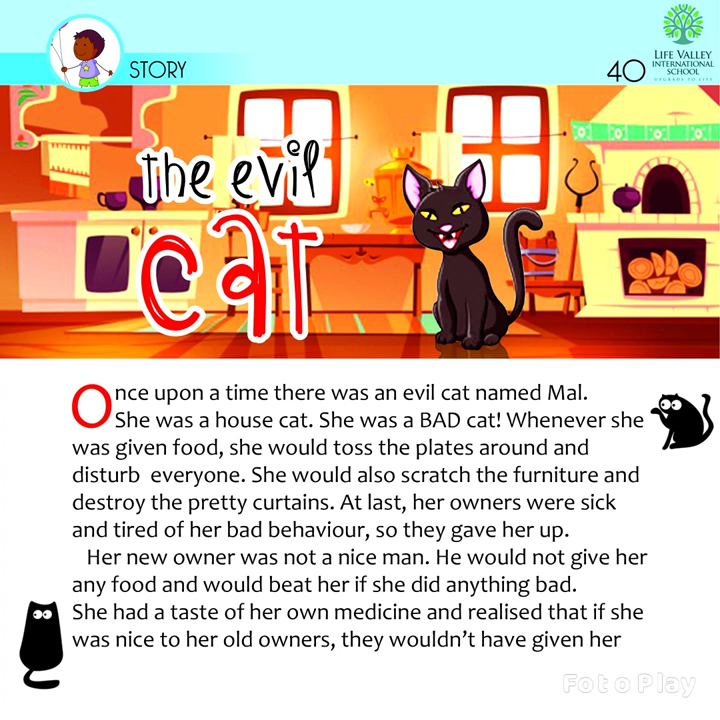 STORY
40
LIFE VALLEY
INTERNATIONAL
SCHOOL
UPGRADE TO LIFE
the evil
cat
Once upon a time there was an evil cat named Mal.
She was a house cat. She was a BAD cat! Whenever she
was given food, she would toss the plates around and
disturb everyone. She would also scratch the furniture and
destroy the pretty curtains. At last, her owners were sick
and tired of her bad behaviour, so they gave her up.
Her new owner was not a nice man. He would not give her
any food and would beat her if she did anything bad.
She had a taste of her own medicine and realised that if she
was nice to her old owners, they wouldn't have given her
Foto Play